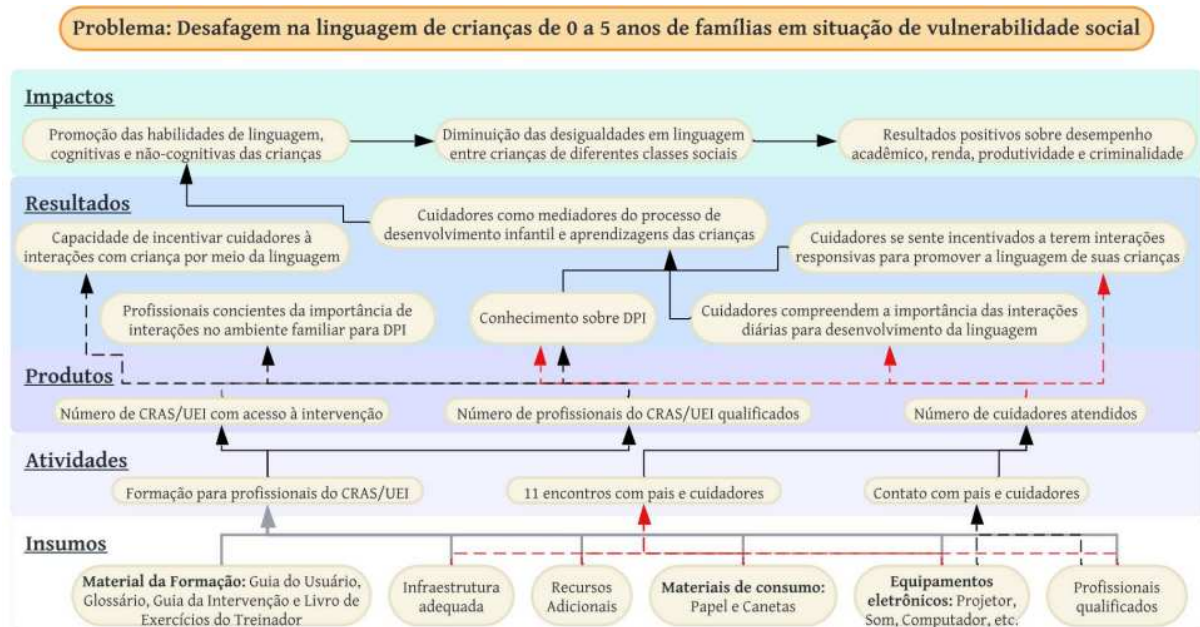 Problema: Desafagem na linguagem de crianças de 0 a 5 anos de famílias em situação de vulnerabilidade social
Impactos
Promoção das habilidades de linguagem,
cognitivas e não-cognitivas das crianças
Diminuição das desigualdades em linguagem
entre crianças de diferentes classes sociais
Resultados positivos sobre desempenho
acadêmico, renda, produtividade e criminalidade
Resultados
Cuidadores como mediadores do processo de
desenvolvimento infantil e aprendizagens das crianças
Capacidade de incentivar cuidadores à
interações com criança por meio da linguagem
Cuidadores se sente incentivados a terem interações
responsivas para promover a linguagem de suas crianças
Profissionais concientes da importância de
interações no ambiente familiar para DPI
Conhecimento sobre DPI
Cuidadores compreendem a importância das interações
diárias para desenvolvimento da linguagem
Produtos
Número de CRAS/UEI com acesso à intervenção
Número de profissionais do CRAS/UEI qualificados
Número de cuidadores atendidos
Atividades
Formação para profissionais do CRAS/UEI
11 encontros com pais e cuidadores
Contato com pais e cuidadores
Insumos
Material da Formação: Guia do Usuário,
Glossário, Guia da Intervenção e Livro de
Exercícios do Treinador
Infraestrutura
adequada
Recursos
Adicionais
Materiais de consumo:
Papel e Canetas
Equipamentos
eletrônicos: Projetor,
Som, Computador, etc.
Profissionais
qualificados